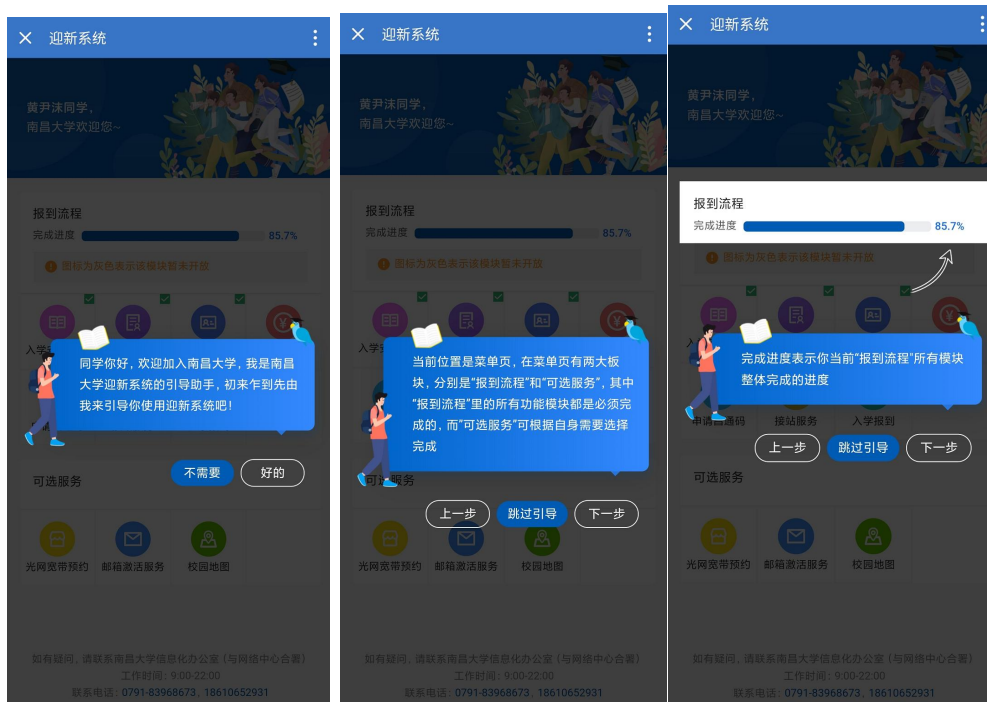 迎新系统
黄尹沫同学，
南昌大学欢迎您~
报到流程
完成进度 85.7%
图标为灰色表示该模块暂未开放
入学
同学你好，欢迎加入南昌大学，我是南昌
大学迎新系统的引导助手，初来乍到先由
我来引导你使用迎新系统吧！
不需要 好的
可选服务
光网宽带预约 邮箱激活服务 校园地图
如有疑问，请联系南昌大学信息化办公室（与网络中心合署）
工作时间：9:00-22:00
联系电话：0791-83968673，18610652931
迎新系统
黄尹沫同学，
南昌大学欢迎您~
报到流程
完成进度 85.7%
图标为灰色表示该模块暂未开放
入学
当前位置是菜单页，在菜单页有两大板
块，分别是“报到流程”和“可选服务”，其中
“报到流程”里的所有功能模块都是必须完
成的，而“可选服务”可根据自身需要选择
完成
可选服务
上一步 跳过引导 下一步
光网宽带预约 邮箱激活服务 校园地图
如有疑问，请联系南昌大学信息化办公室（与网络中心合署）
工作时间：9:00-22:00
联系电话：0791-83968673，18610652931
迎新系统
黄尹沫同学，
南昌大学欢迎您~
报到流程
完成进度 85.7%
图标为灰色表示该模块暂未开放
完成进度表示你当前“报到流程”所有模块
整体完成的进度
接站服务 入学报到
上一步 跳过引导 下一步
可选服务
光网宽带预约 邮箱激活服务 校园地图
如有疑问，请联系南昌大学信息化办公室（与网络中心合署）
工作时间：9:00-22:00
联系电话：0791-83968673，18610652931